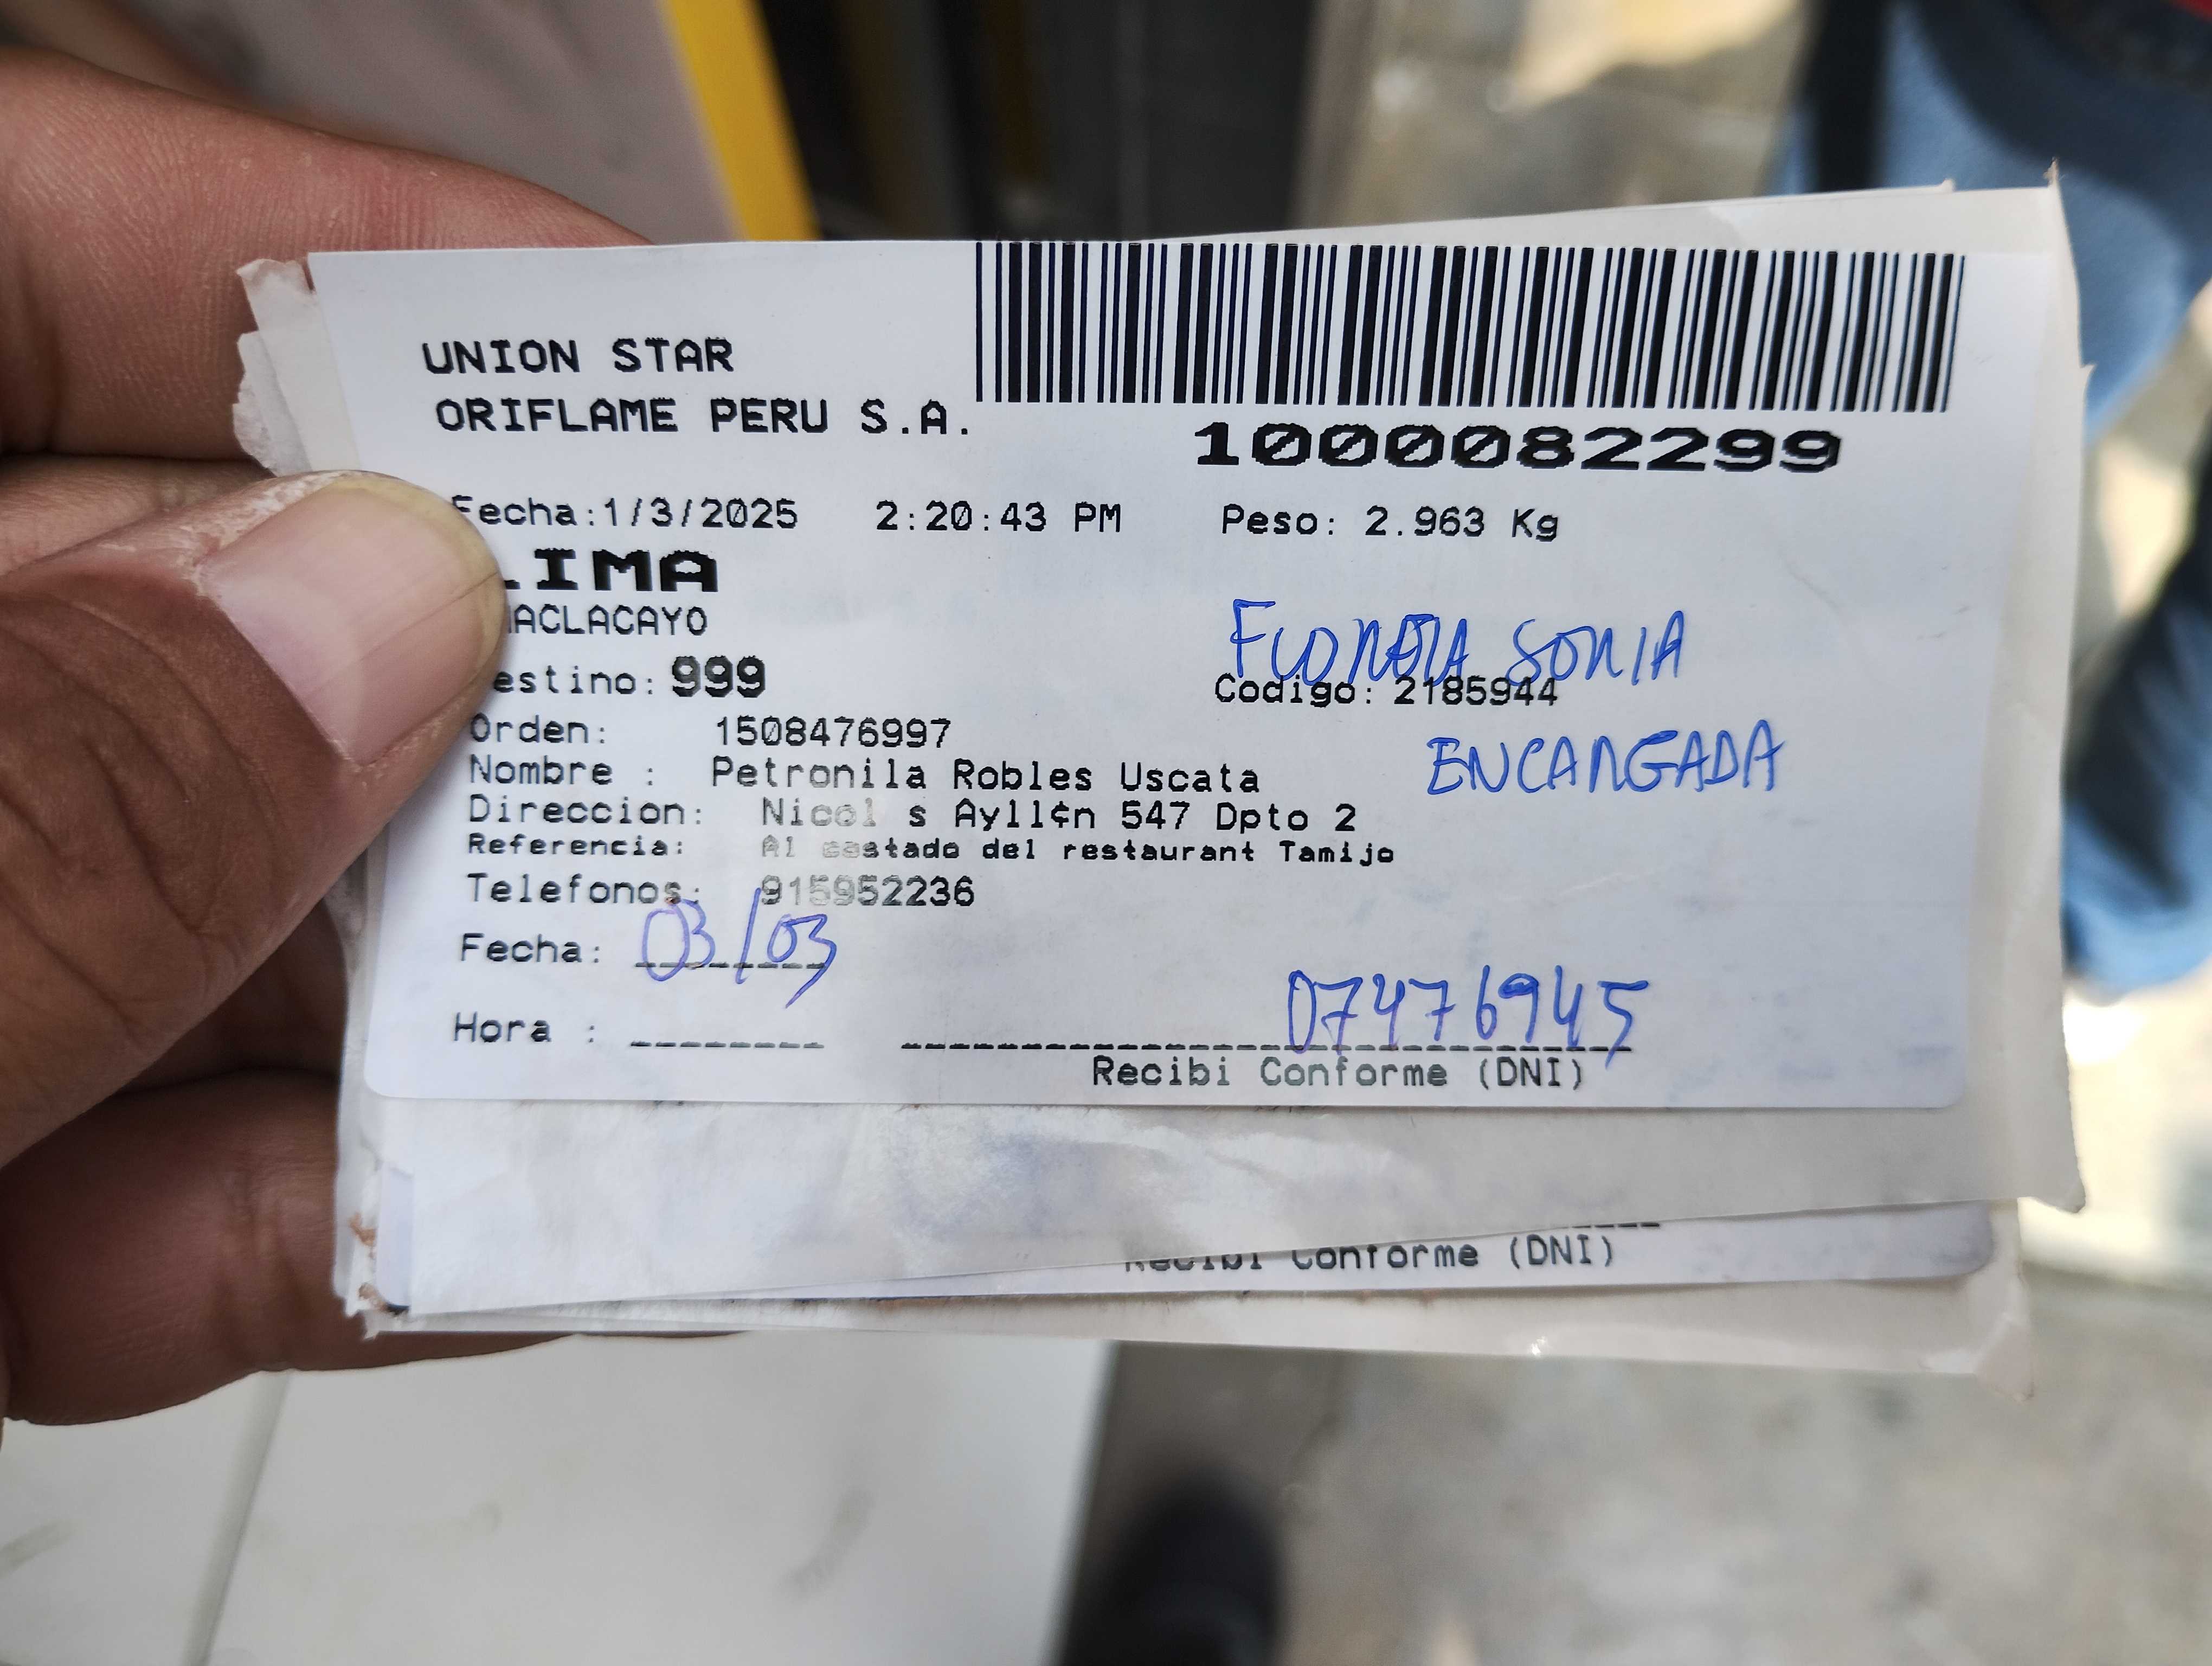 UNION STAR
ORIFLAME PERU S.A.
1000082299
Fecha:1/3/2025 2:20:43 PM Peso: 2.963 Kg
LIMA
ACLACAYO
SONIA
estino: 999 Codigo: 2185944
Orden: 1508476997
ENCARGADA
Nombre : Petronila Robles Uscata
Direccion: Nicol s Ayll¢n 547 Dpto 2
Referencia: Al costado del restaurant Tamijo
Telefonos: 915952236
Fecha: 03/03
07476945
Hora :
Recibi Conforme (DNI)
Recibi Conforme (DNI)